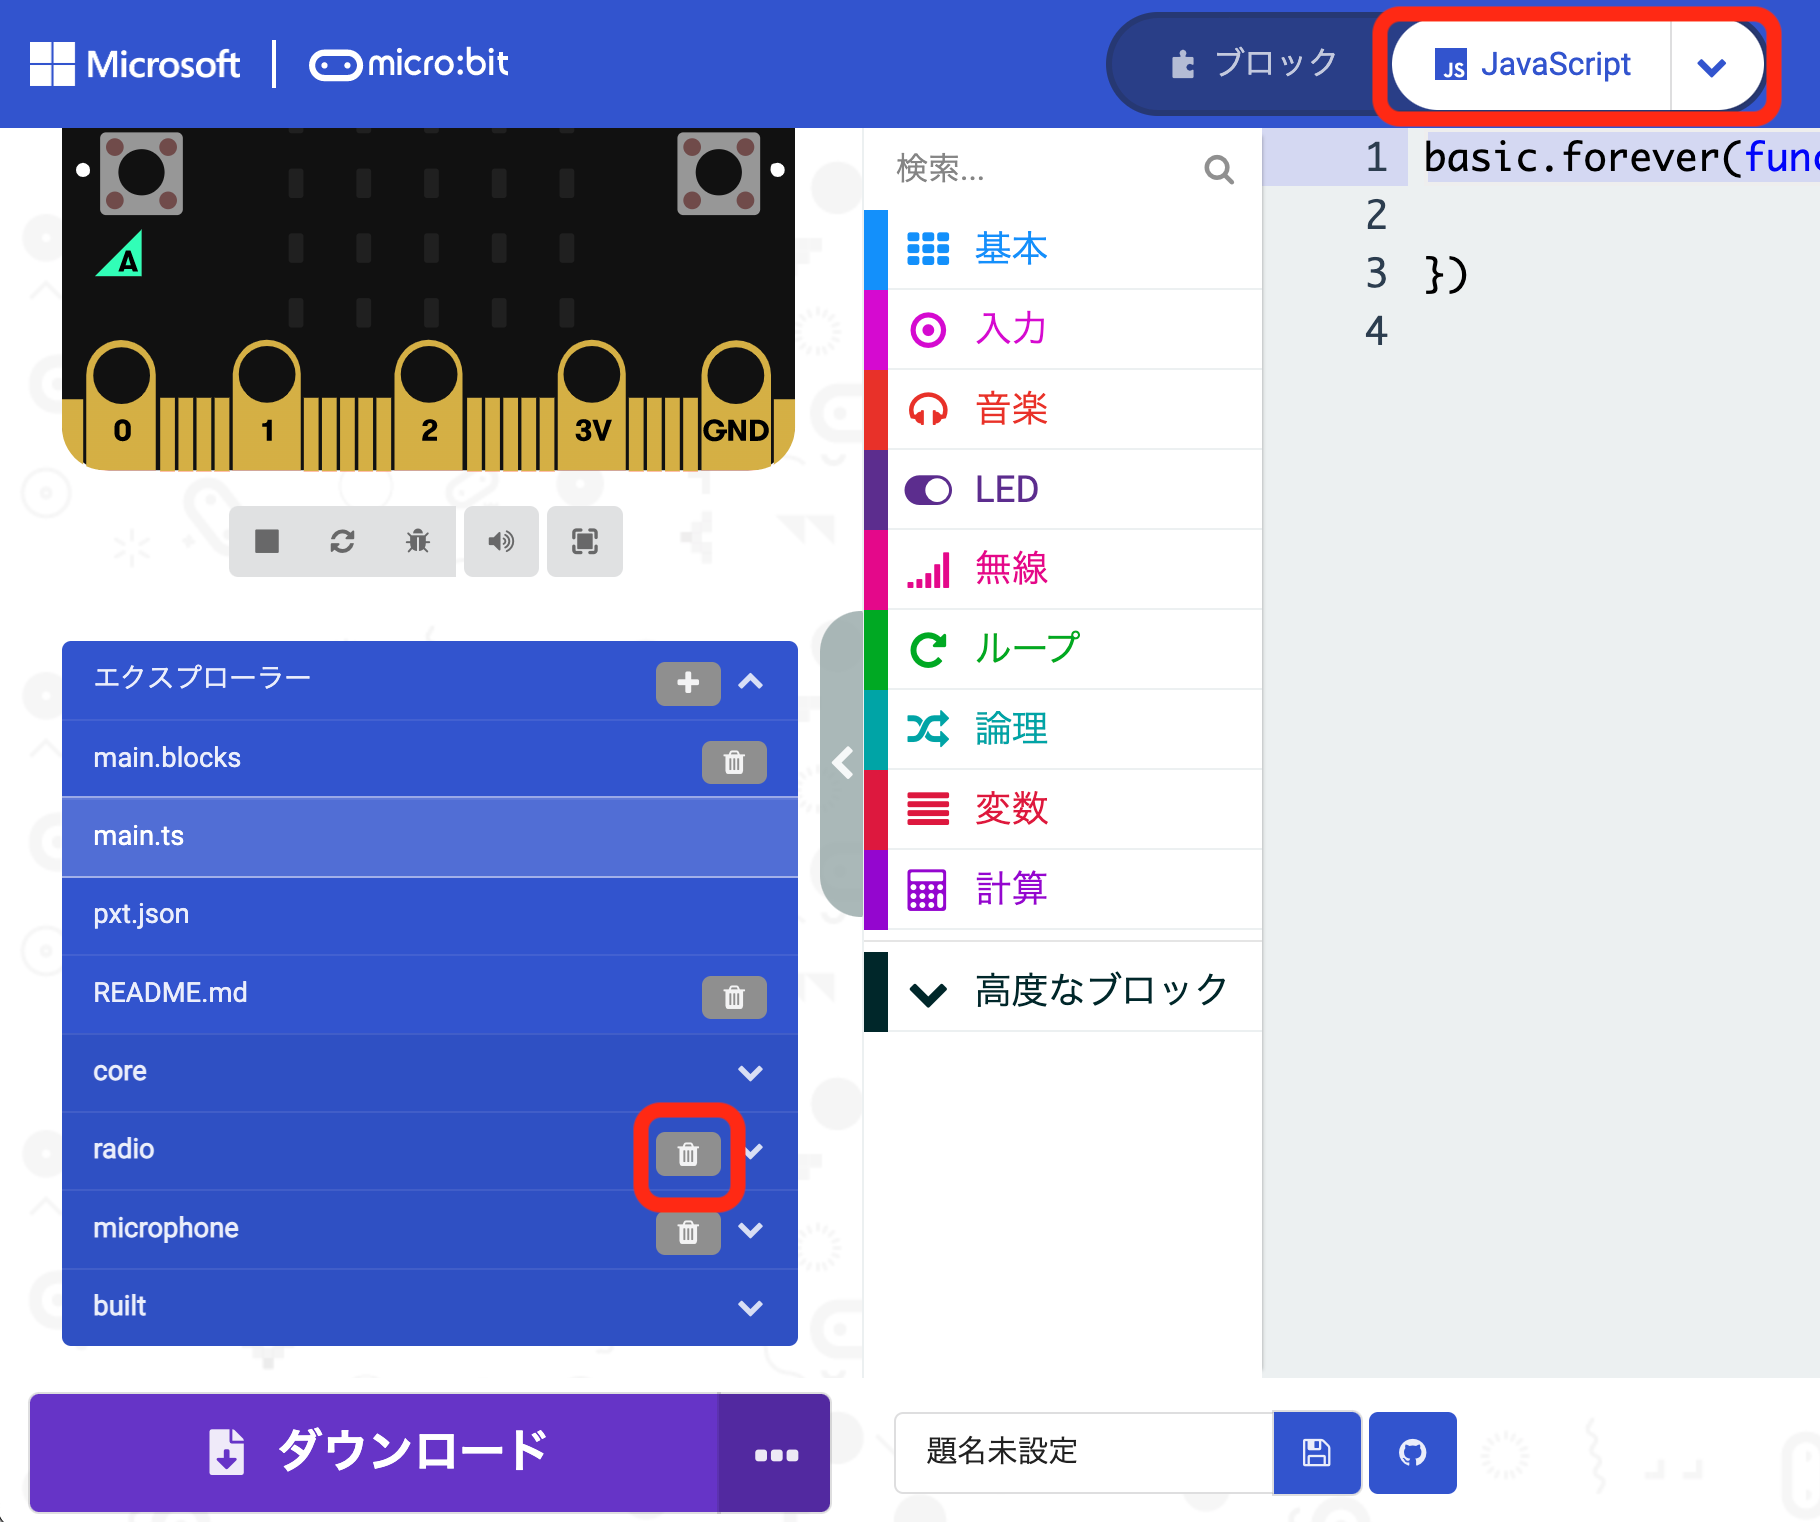 Microsoft
micro:bit
ブロック
JS JavaScript
A
0 1 2 3V GND
エクスプローラー
main.blocks
main.ts
pxt.json
README.md
core
radio
microphone
built
ダウンロード
検索...
基本
入力
音楽
LED
無線
ループ
論理
変数
計算
高度なブロック
1 basic.forever(func
2
3 })
4
題名未設定